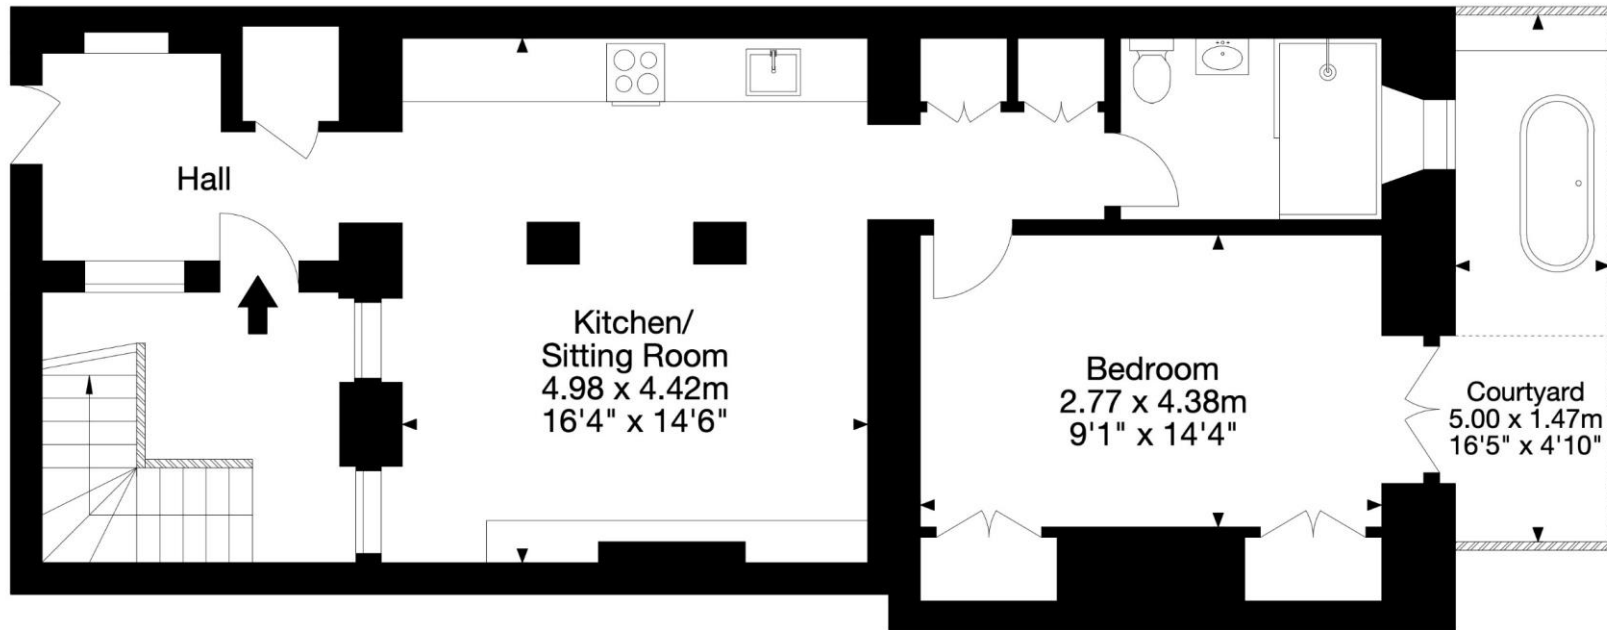 Hall
Kitchen/
Sitting Room
4.98 x 4.42m
16'4" x 14'6"
Bedroom
2.77 x 4.38m
9'1" x 14'4"
Courtyard
5.00 x 1.47m
16'5" x 4'10"